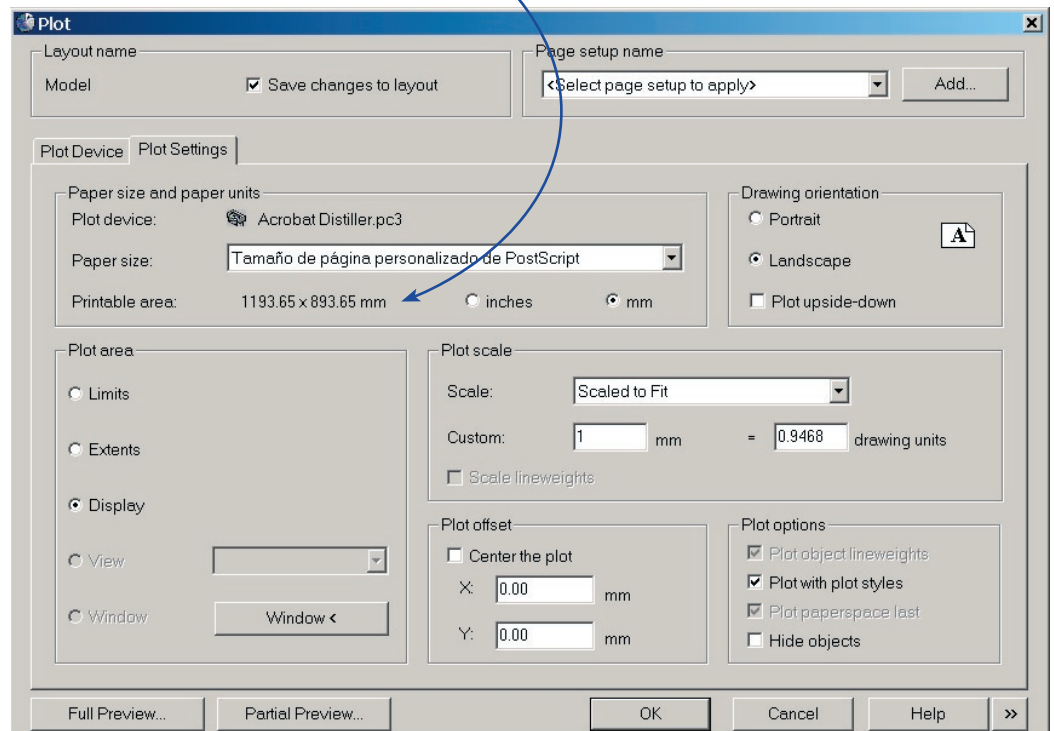 Plot
Layout name
Model
Save changes to layout
Page setup name
<Select page setup to apply>
Add...
Plot Device
Plot Settings
Paper size and paper units
Plot device:
Acrobat Distiller.pc3
Paper size:
Tamaño de página personalizado de PostScript
Printable area:
1193.65 x 893.65 mm
inches
mm
Drawing orientation
Portrait
Landscape
Plot upside-down
A
Plot area
Limits
Extents
Display
View
Window
Window <
Plot scale
Scale:
Scaled to Fit
Custom:
1
mm
=
0.9468
drawing units
Scale lineweights
Plot offset
Center the plot
X:
0.00
mm
Y:
0.00
mm
Plot options
Plot object lineweights
Plot with plot styles
Plot paperspace last
Hide objects
Full Preview...
Partial Preview...
OK
Cancel
Help
>>